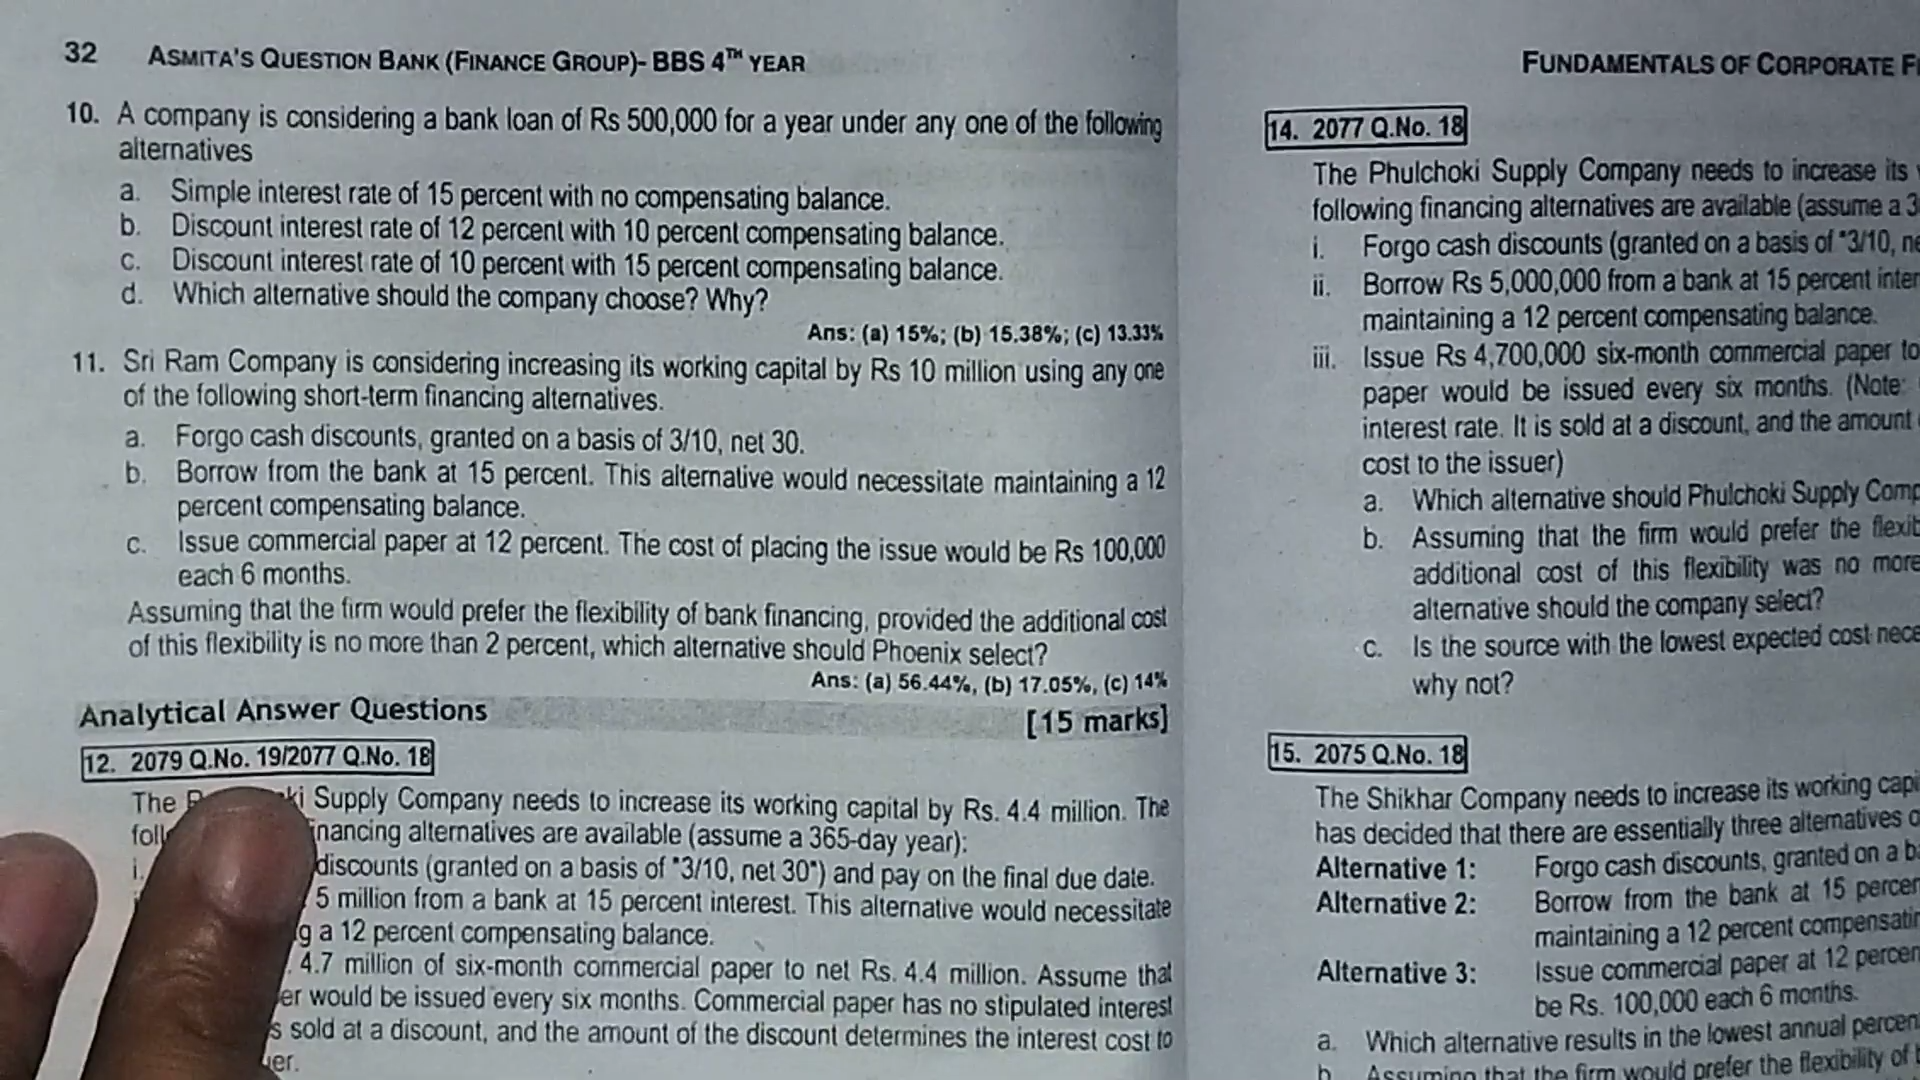 32 ASMITA'S QUESTION BANK (FINANCE GROUP)- BBS 4TH YEAR
10. A company is considering a bank loan of Rs 500,000 for a year under any one of the following
alternatives
a. Simple interest rate of 15 percent with no compensating balance.
b. Discount interest rate of 12 percent with 10 percent compensating balance.
c. Discount interest rate of 10 percent with 15 percent compensating balance.
d. Which alternative should the company choose? Why?
Ans: (a) 15%; (b) 15.38%; (c) 13.33%
11. Sri Ram Company is considering increasing its working capital by Rs 10 million using any one
of the following short-term financing alternatives.
a. Forgo cash discounts, granted on a basis of 3/10, net 30.
b. Borrow from the bank at 15 percent. This alternative would necessitate maintaining a 12
percent compensating balance.
c. Issue commercial paper at 12 percent. The cost of placing the issue would be Rs 100,000
each 6 months.
Assuming that the firm would prefer the flexibility of bank financing, provided the additional cost
of this flexibility is no more than 2 percent, which alternative should Phoenix select?
Ans: (a) 56.44%, (b) 17.05%, (c) 14%
Analytical Answer Questions [15 marks]
12. 2079 Q.No. 19/2077 Q.No. 18
The Supply Company needs to increase its working capital by Rs. 4.4 million. The
financing alternatives are available (assume a 365-day year):
i. discounts (granted on a basis of "3/10, net 30") and pay on the final due date.
5 million from a bank at 15 percent interest. This alternative would necessitate
a 12 percent compensating balance.
4.7 million of six-month commercial paper to net Rs. 4.4 million. Assume that
would be issued every six months. Commercial paper has no stipulated interest
sold at a discount, and the amount of the discount determines the interest cost to
FUNDAMENTALS OF CORPORATE
14. 2077 Q.No. 18
The Phulchoki Supply Company needs to increase its
following financing alternatives are available (assume a
i. Forgo cash discounts (granted on a basis of "3/10,
ii. Borrow Rs 5,000,000 from a bank at 15 percent
maintaining a 12 percent compensating balance.
iii. Issue Rs 4,700,000 six-month commercial paper to
paper would be issued every six months. (Note:
interest rate. It is sold at a discount, and the amount
cost to the issuer)
a. Which alternative should Phulchoki Supply
b. Assuming that the firm would prefer the
additional cost of this flexibility was no more
alternative should the company select?
c. Is the source with the lowest expected cost
why not?
15. 2075 Q.No. 18
The Shikhar Company needs to increase its working
has decided that there are essentially three alternatives
Alternative 1: Forgo cash discounts, granted on a
Alternative 2: Borrow from the bank at 15
maintaining a 12 percent
Alternative 3: Issue commercial paper at 12
be Rs. 100,000 each 6 months.
a. Which alternative results in the lowest annual
b. Assuming that the firm would prefer the flexibility of